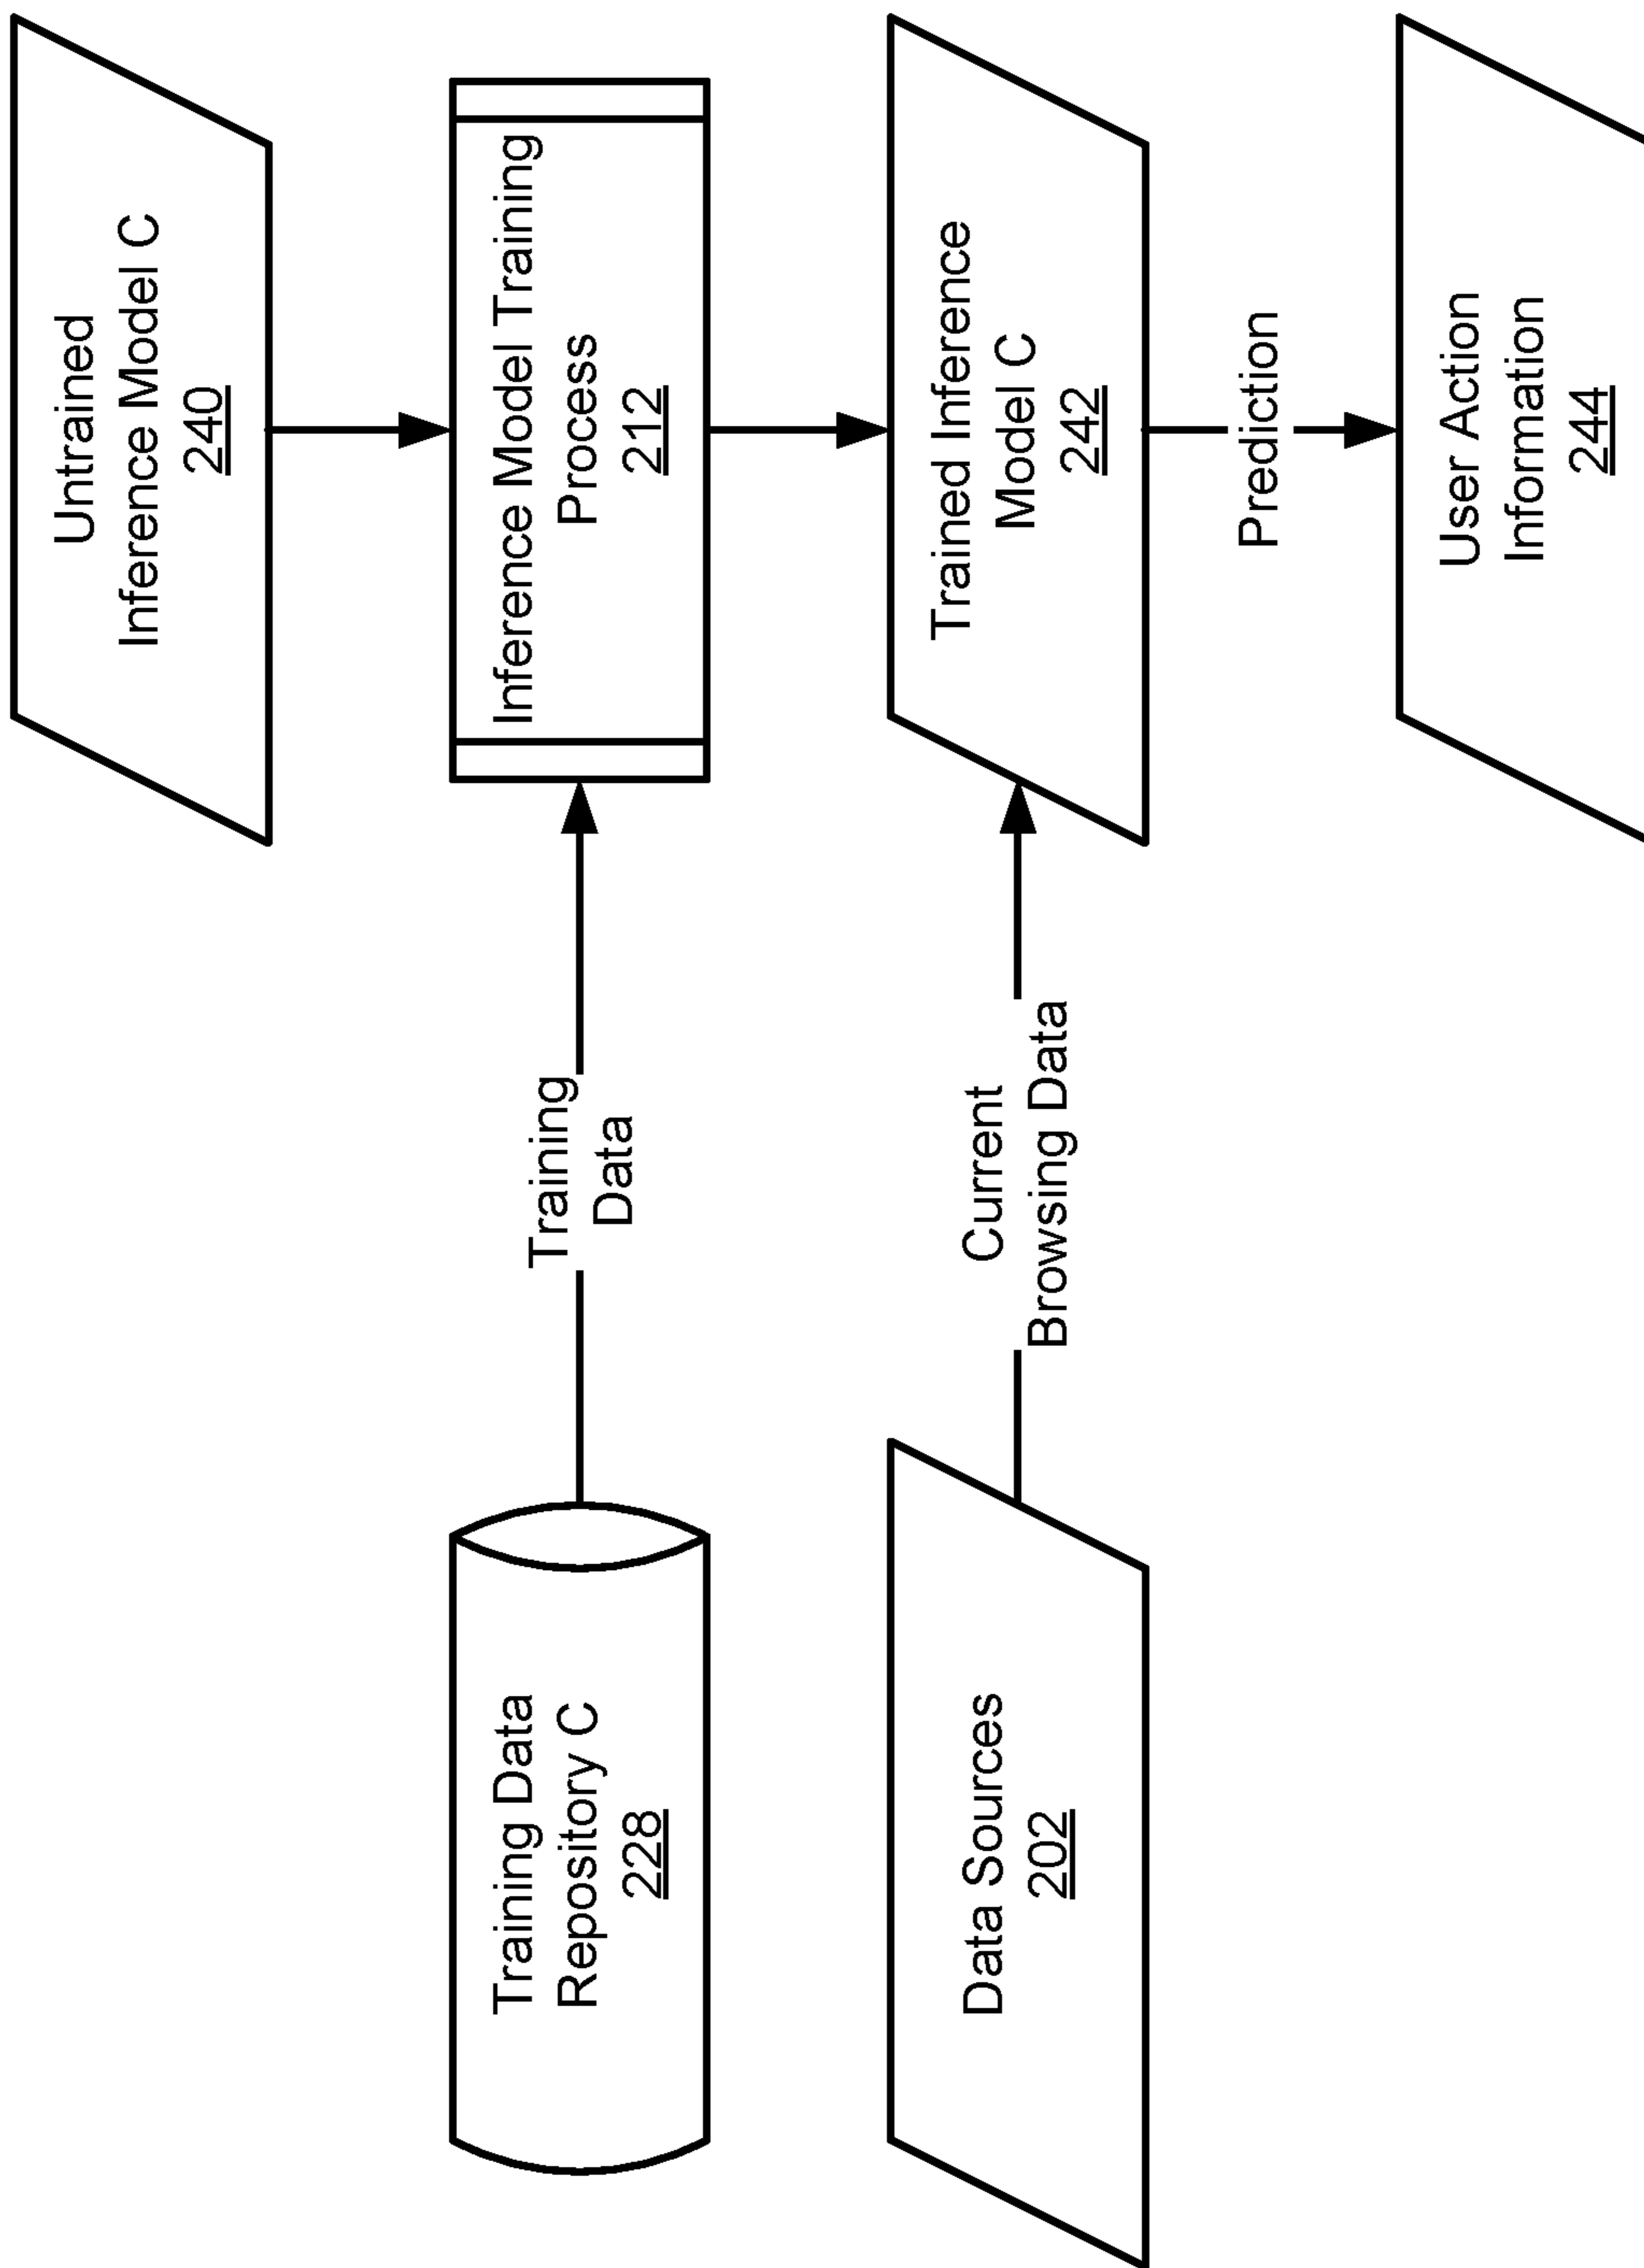 Untrained
Inference Model C
240
Training Data
Repository C
228
Training
Data
Inference Model Training
Process
212
Data Sources
202
Current
Browsing Data
Trained Inference
Model C
242
Prediction
User Action
Information
244